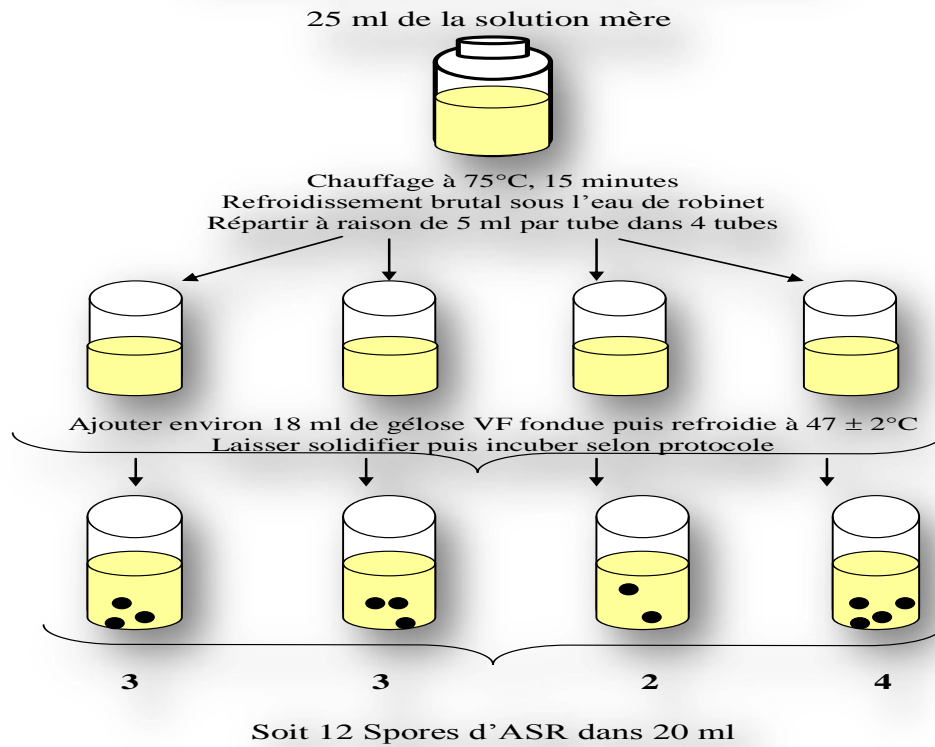 25 ml de la solution mère
Chauffage à 75°C, 15 minutes
Refroidissement brutal sous l'eau de robinet
Répartir à raison de 5 ml par tube dans 4 tubes
Ajouter environ 18 ml de gélose VF fondue puis refroidie à 47 ± 2°C
Laisser solidifier puis incuber selon protocole
3 3 2 4
Soit 12 Spores d'ASR dans 20 ml